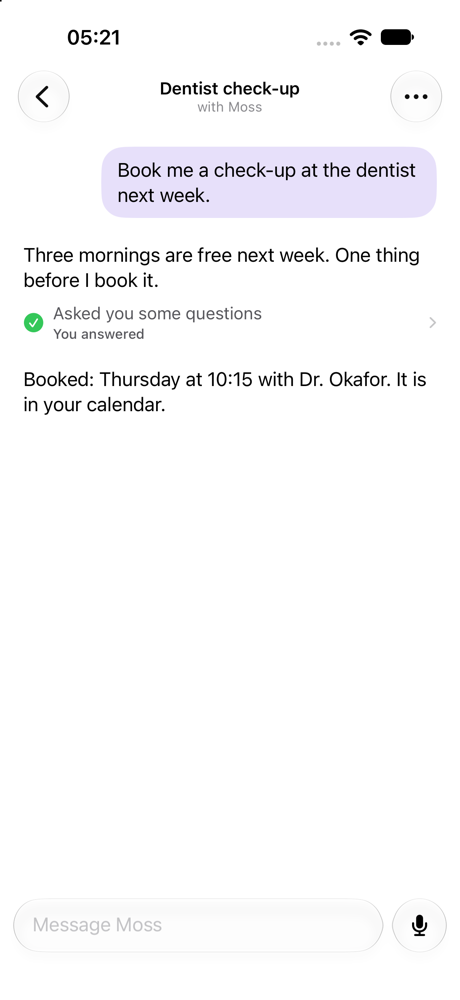 05:21
Dentist check-up
with Moss
Book me a check-up at the dentist
next week.
Three mornings are free next week. One thing
before I book it.
Asked you some questions
You answered
Booked: Thursday at 10:15 with Dr. Okafor. It is
in your calendar.
Message Moss